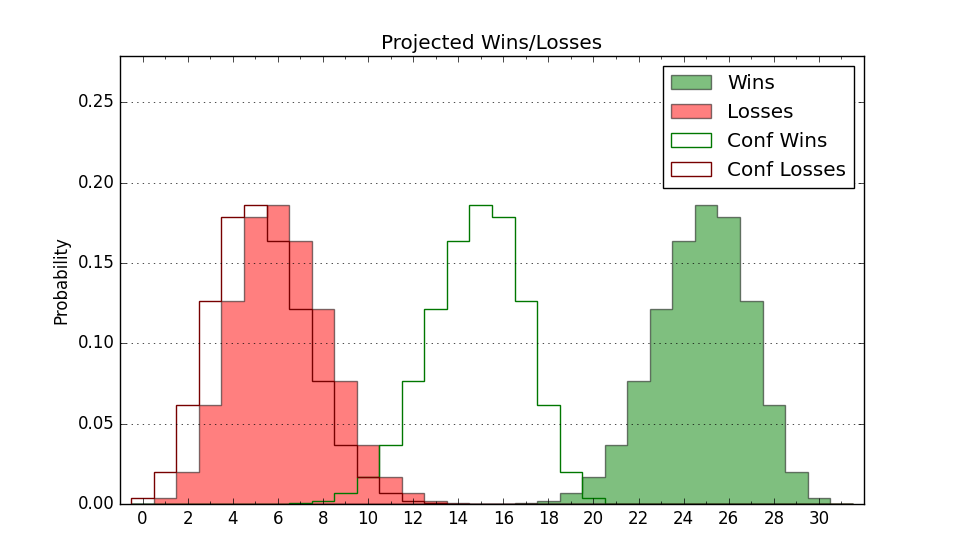 Projected Wins/Losses
Wins
Losses
Conf Wins
Conf Losses
Probability
0.25
0.20
0.15
0.10
0.05
0.00
0 2 4 6 8 10 12 14 16 18 20 22 24 26 28 30